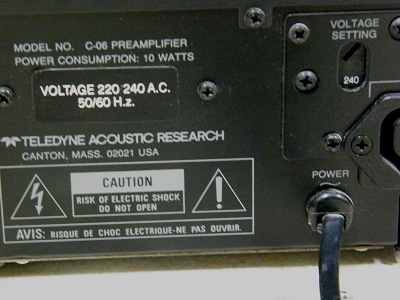 MODEL NO. C-06 PREAMPLIFIER
POWER CONSUMPTION: 10 WATTS
VOLTAGE 220 240 A.C.
50/60 H.z.
TELEDYNE ACOUSTIC RESEARCH
CANTON, MASS. 02021 USA
CAUTION
RISK OF ELECTRIC SHOCK
DO NOT OPEN
AVIS: RISQUE DE CHOC ELECTRIQUE-NE PAS OUVRIR.
VOLTAGE
SETTING
240
POWER